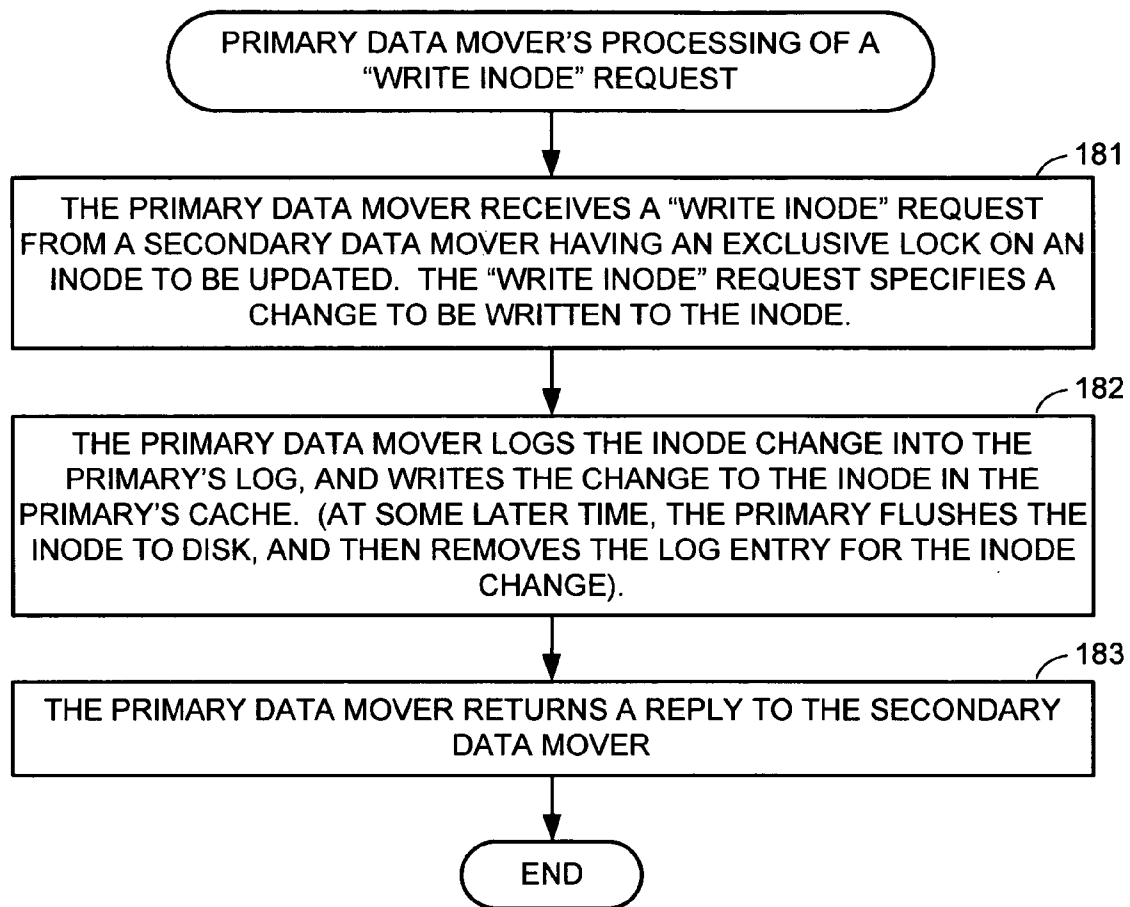 PRIMARY DATA MOVER'S PROCESSING OF A
“WRITE INODE” REQUEST
181
THE PRIMARY DATA MOVER RECEIVES A “WRITE INODE” REQUEST
FROM A SECONDARY DATA MOVER HAVING AN EXCLUSIVE LOCK ON AN
INODE TO BE UPDATED. THE “WRITE INODE” REQUEST SPECIFIES A
CHANGE TO BE WRITTEN TO THE INODE.
182
THE PRIMARY DATA MOVER LOGS THE INODE CHANGE INTO THE
PRIMARY'S LOG, AND WRITES THE CHANGE TO THE INODE IN THE
PRIMARY'S CACHE. (AT SOME LATER TIME, THE PRIMARY FLUSHES THE
INODE TO DISK, AND THEN REMOVES THE LOG ENTRY FOR THE INODE
CHANGE).
183
THE PRIMARY DATA MOVER RETURNS A REPLY TO THE SECONDARY
DATA MOVER
END